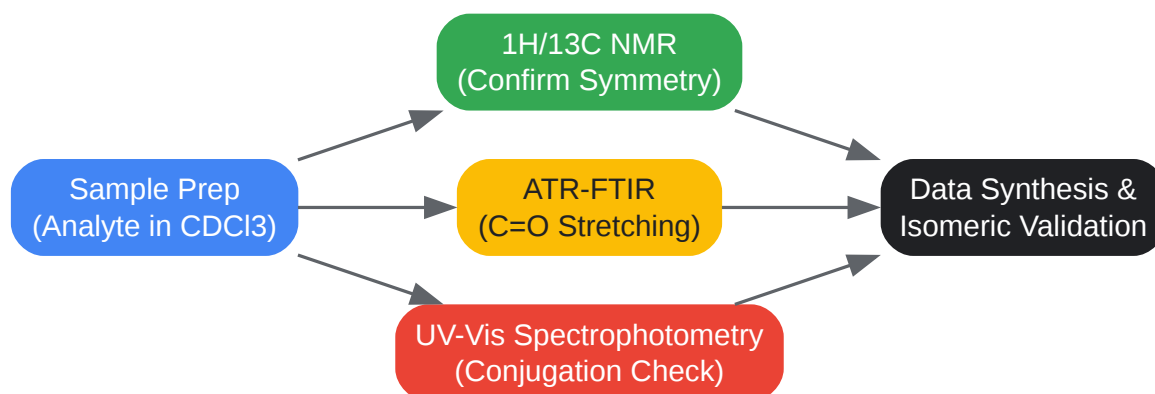 1H/13C NMR
(Confirm Symmetry)
Sample Prep
(Analyte in CDCl3)
ATR-FTIR
(C=O Stretching)
Data Synthesis &
Isomeric Validation
UV-Vis Spectrophotometry
(Conjugation Check)